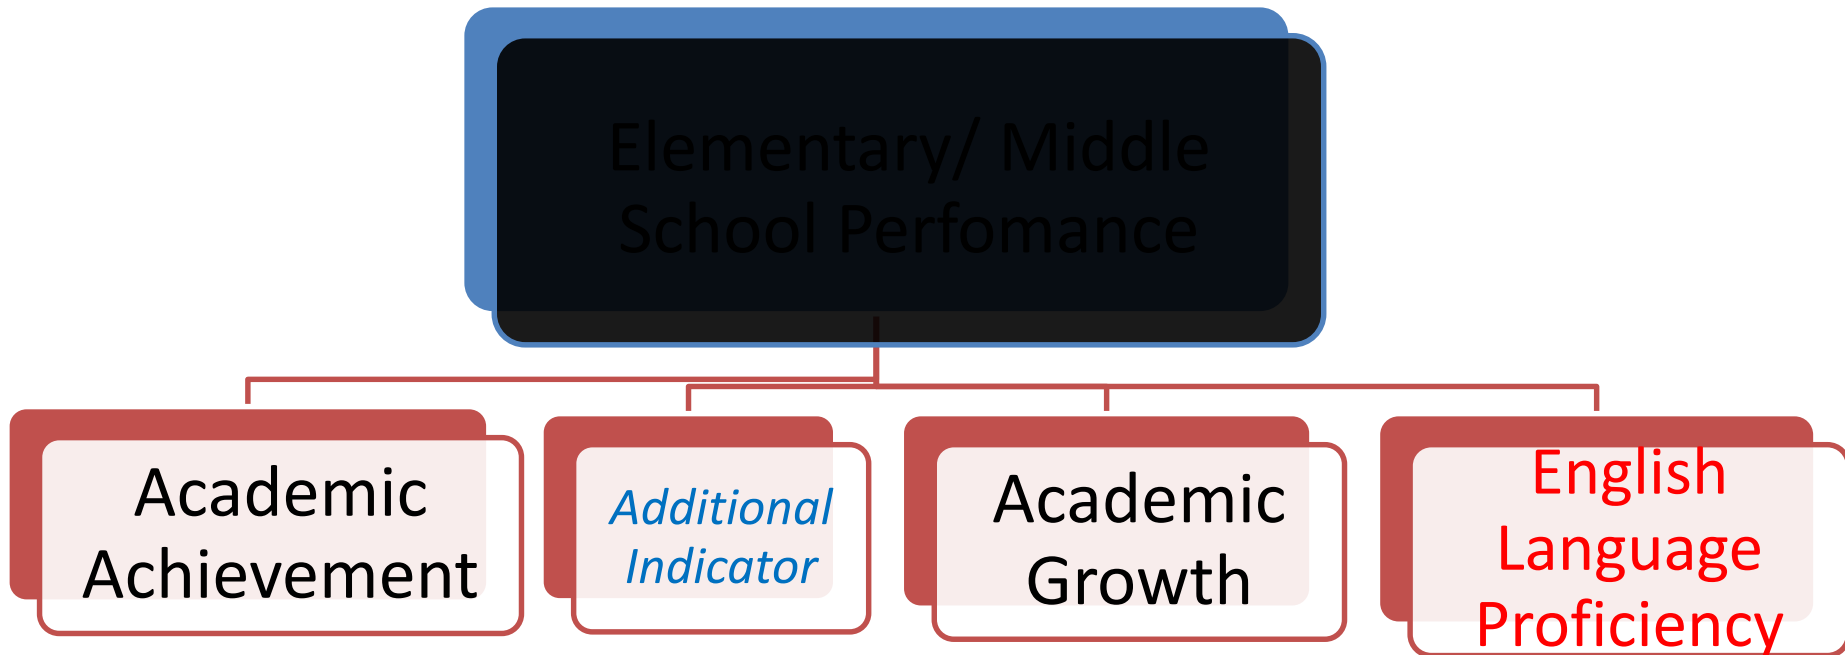 Elementary/ Middle
School Perfomance
Academic
Achievement
Additional
Indicator
Academic
Growth
English
Language
Proficiency